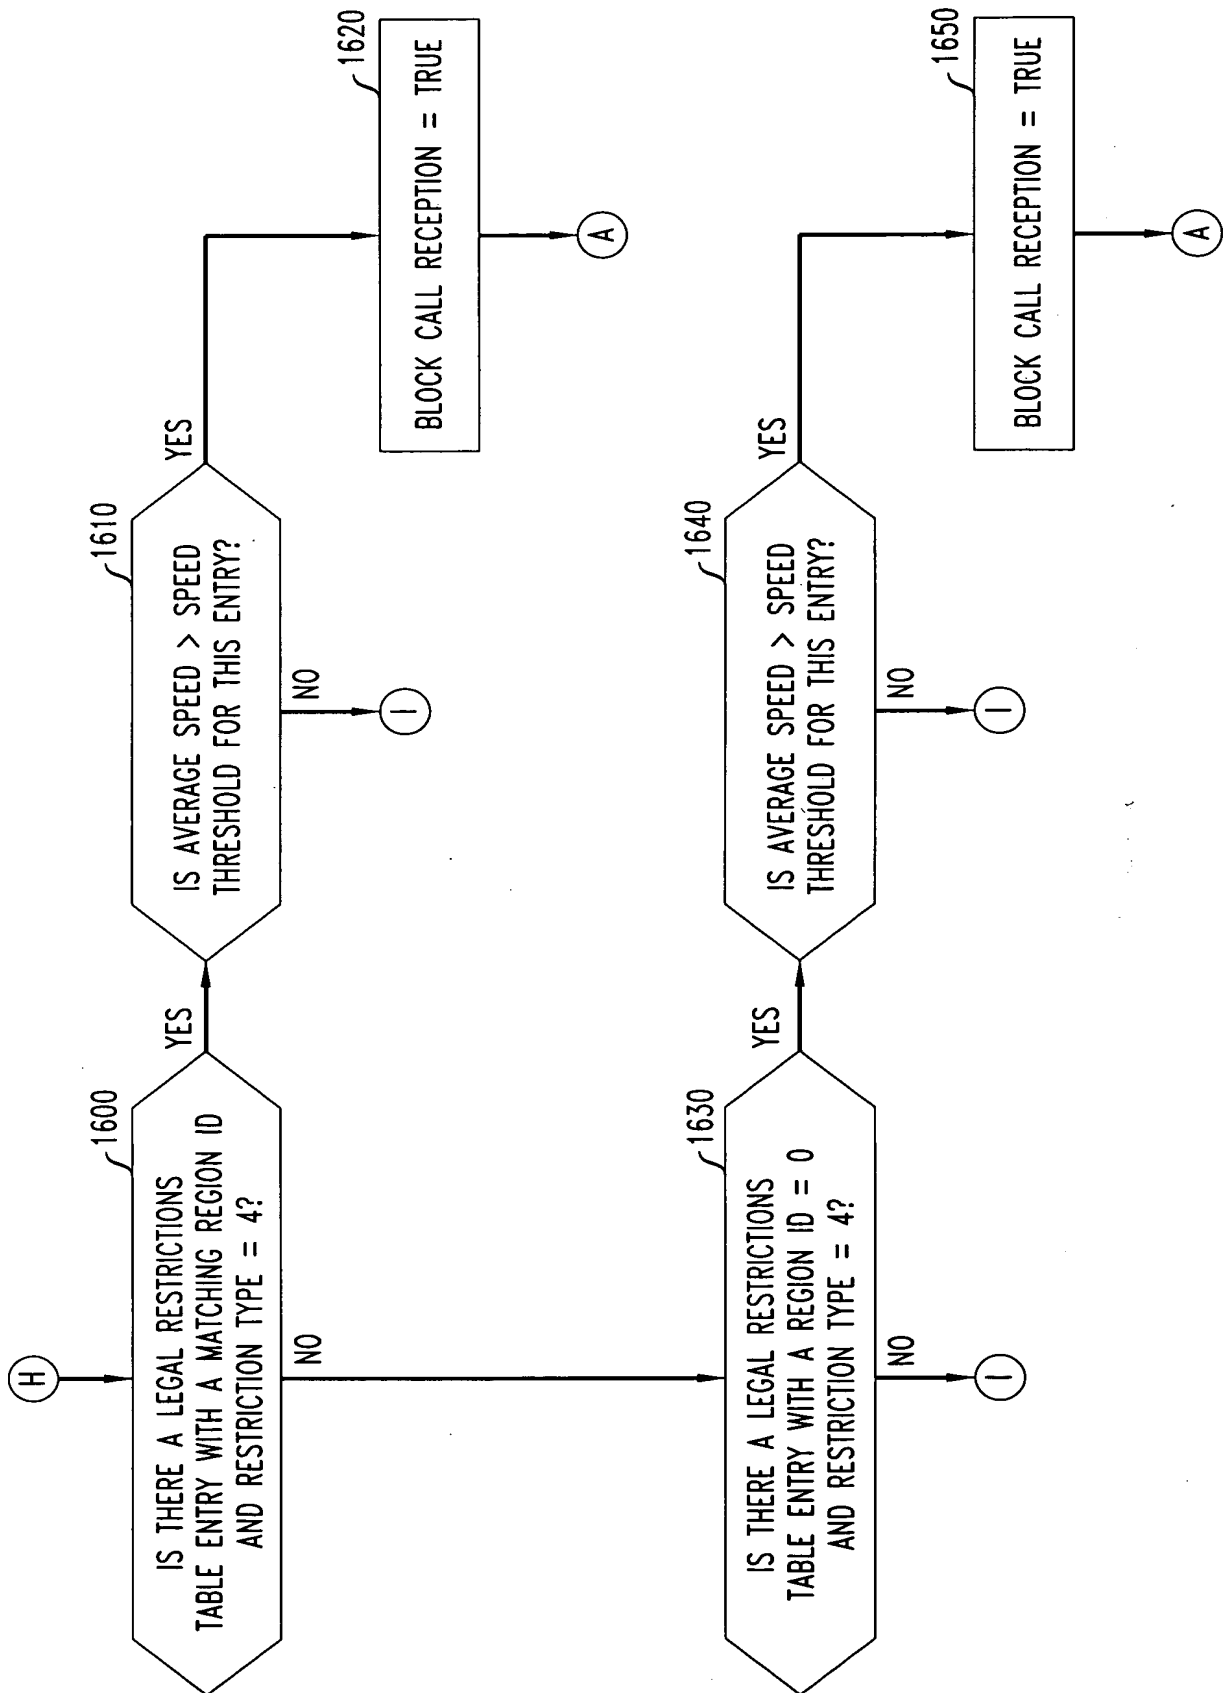 H
1600
IS THERE A LEGAL RESTRICTIONS
TABLE ENTRY WITH A MATCHING REGION ID
AND RESTRICTION TYPE = 4?
YES
NO
1610
IS AVERAGE SPEED > SPEED
THRESHOLD FOR THIS ENTRY?
YES
NO
I
1620
BLOCK CALL RECEPTION = TRUE
A
1630
IS THERE A LEGAL RESTRICTIONS
TABLE ENTRY WITH A REGION ID = 0
AND RESTRICTION TYPE = 4?
YES
NO
I
1640
IS AVERAGE SPEED > SPEED
THRESHOLD FOR THIS ENTRY?
YES
NO
I
1650
BLOCK CALL RECEPTION = TRUE
A